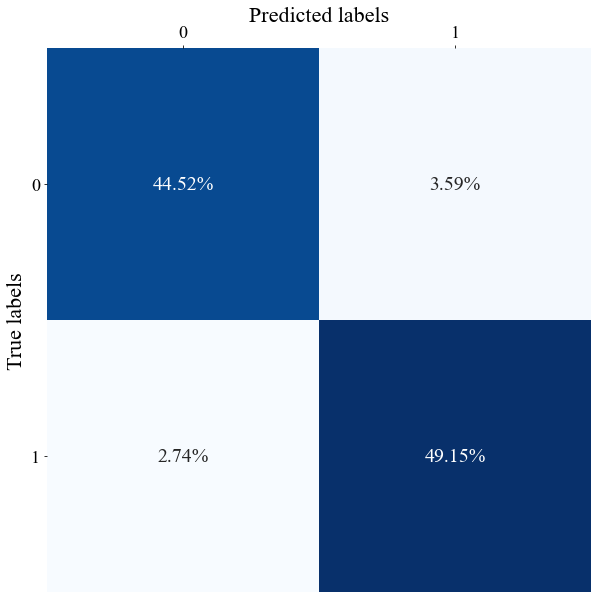 Predicted labels
0 1
0 44.52% 3.59%
True labels
1 2.74% 49.15%